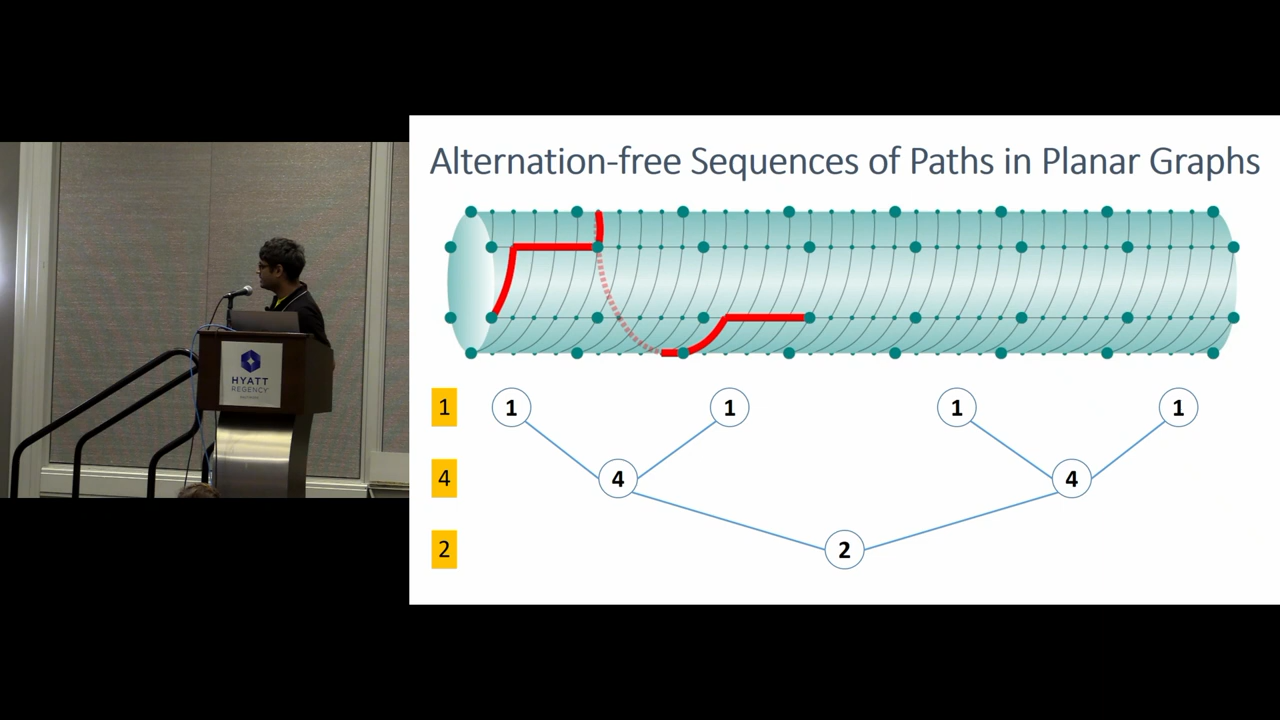 Alternation-free Sequences of Paths in Planar Graphs
1 1 1 1 1
4 4 4
2 2
HYATT
REGENCY